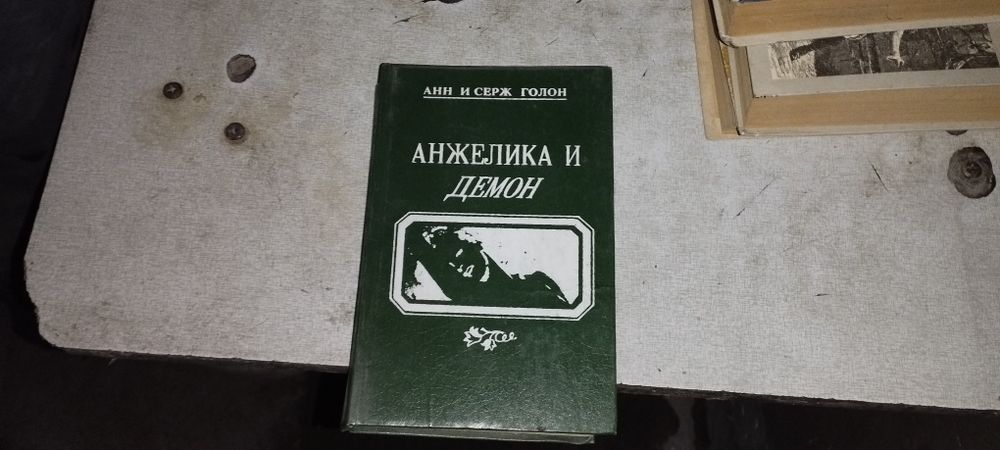 АНН И СЕРЖ ГОЛОН
АНЖЕЛИКА И
ДЕМОН